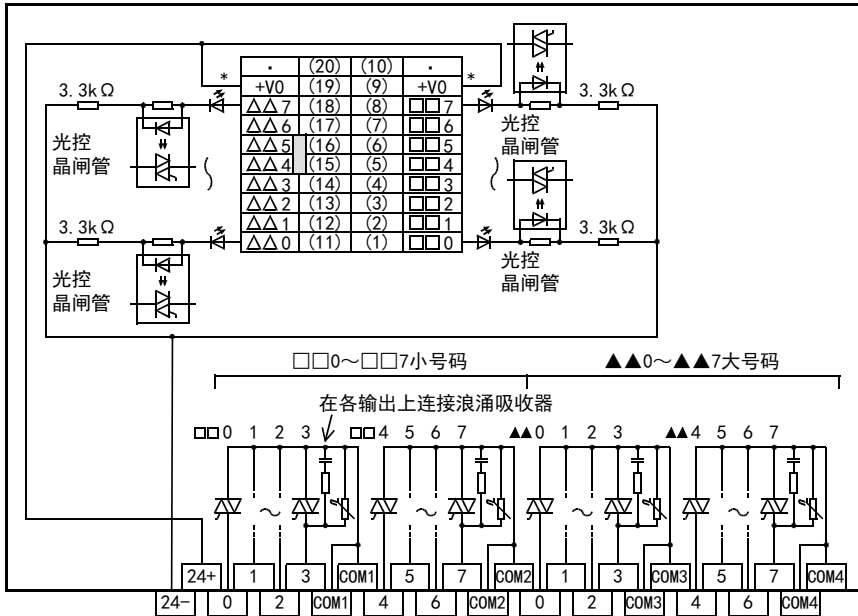 · (20) (10) ·
* +V0 (19) (9) +V0 *
3.3kΩ △△7 (18) (8) □□7 3.3kΩ
△△6 (17) (7) □□6
光控
晶闸管
△△5 (16) (6) □□5
光控
晶闸管
△△4 (15) (5) □□4
△△3 (14) (4) □□3
△△2 (13) (3) □□2
△△1 (12) (2) □□1
3.3kΩ △△0 (11) (1) □□0 3.3kΩ
光控
晶闸管
光控
晶闸管
□□0~□□7小号码 ▲▲0~▲▲7大号码
在各输出上连接浪涌吸收器
□□0 1 2 3 □□4 5 6 7 ▲▲0 1 2 3 ▲▲4 5 6 7
~ ~ ~ ~
24+ 1 3 COM1 5 7 COM2 1 3 COM3 5 7 COM4
24- 0 2 COM1 4 6 COM2 0 2 COM3 4 6 COM4